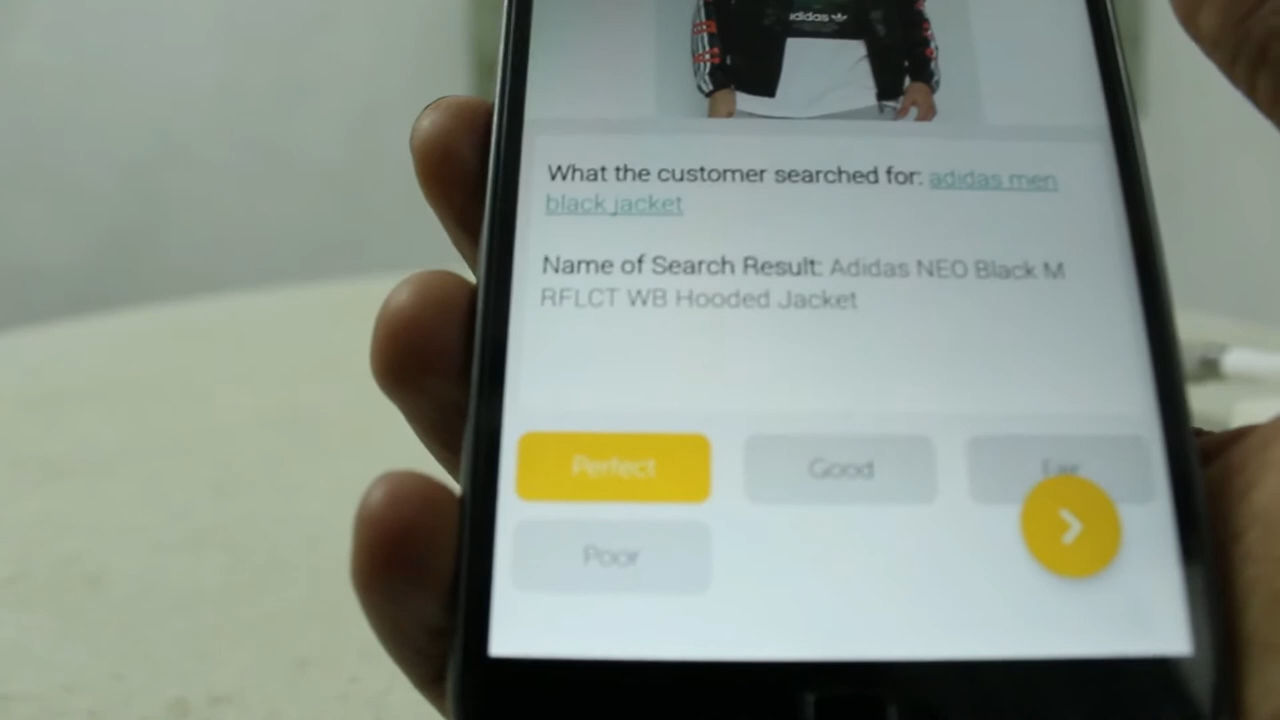 adidas
What the customer searched for: adidas men
black jacket
Name of Search Result: Adidas NEO Black M
RFLCT WB Hooded Jacket
Perfect
Good
Fair
Poor